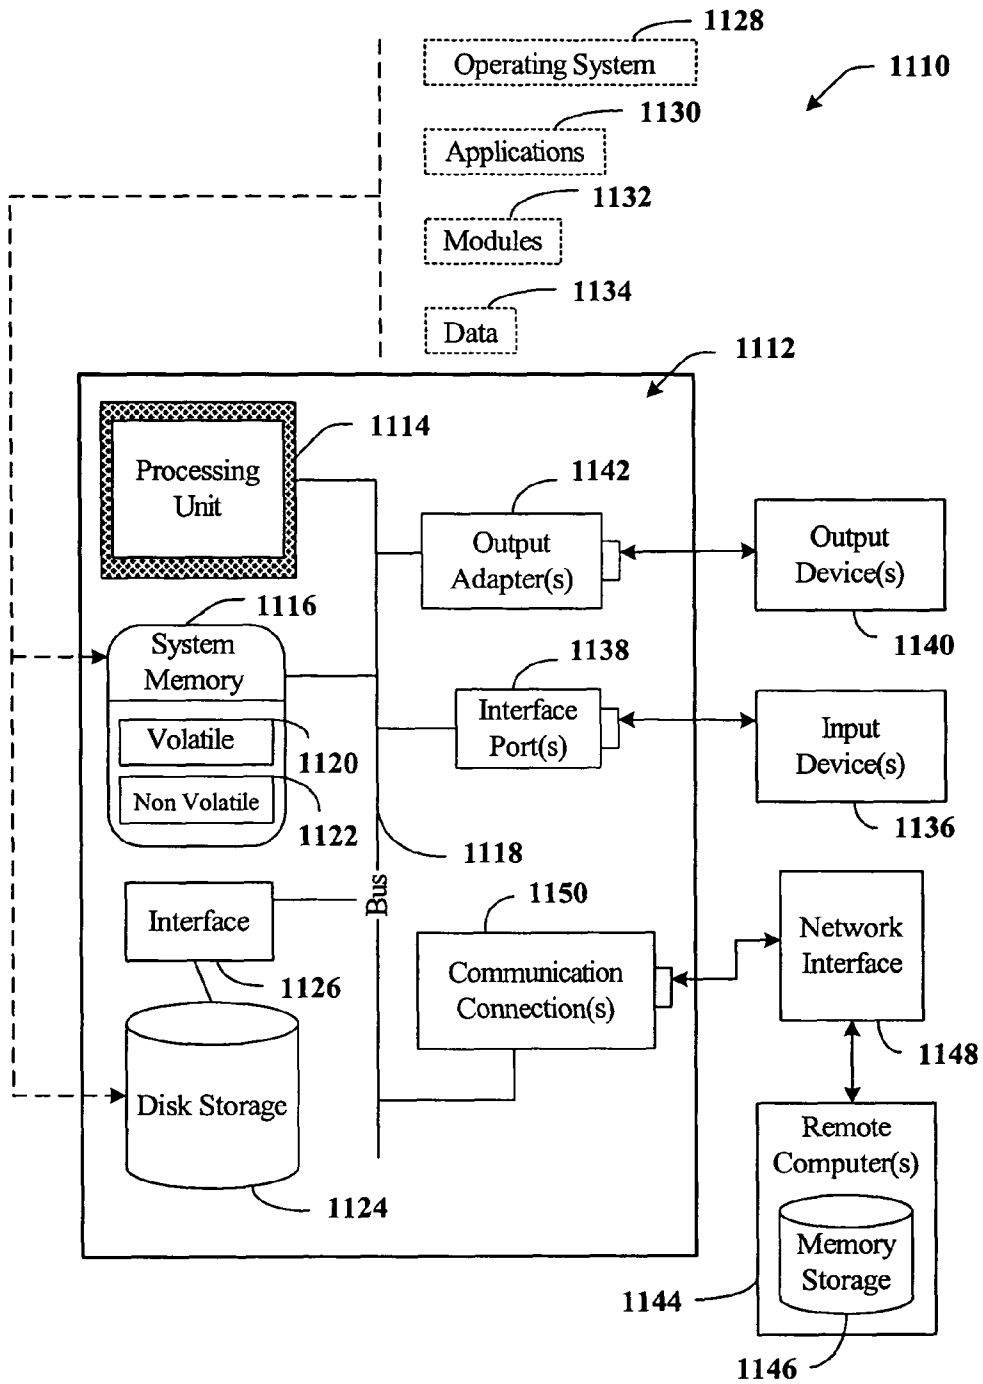 1128
Operating System
1110
1130
Applications
1132
Modules
1134
Data
1112
1114
Processing
Unit
1142
Output
Adapter(s)
Output
Device(s)
1140
1116
System
Memory
Volatile
1120
Non Volatile
1122
1138
Interface
Port(s)
Input
Device(s)
1136
1118
Bus
Interface
1126
1150
Communication
Connection(s)
Network
Interface
1148
Disk Storage
1124
Remote
Computer(s)
Memory
Storage
1144
1146